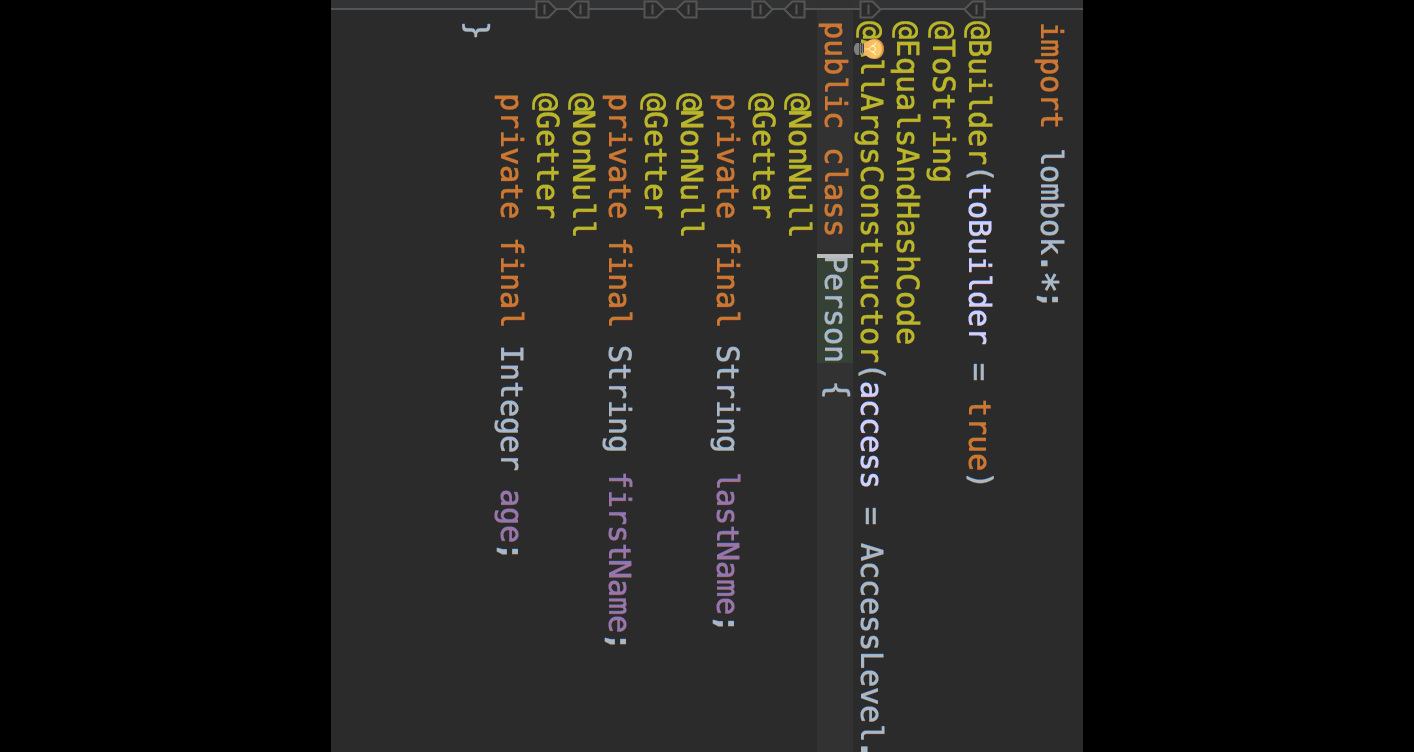 import lombok.*;
@Builder(toBuilder = true)
@ToString
@EqualsAndHashCode
@AllArgsConstructor(access = AccessLevel.
public class Person {
@NonNull
@Getter
private final String lastName;
@NonNull
@Getter
private final String firstName;
@NonNull
@Getter
private final Integer age;
}